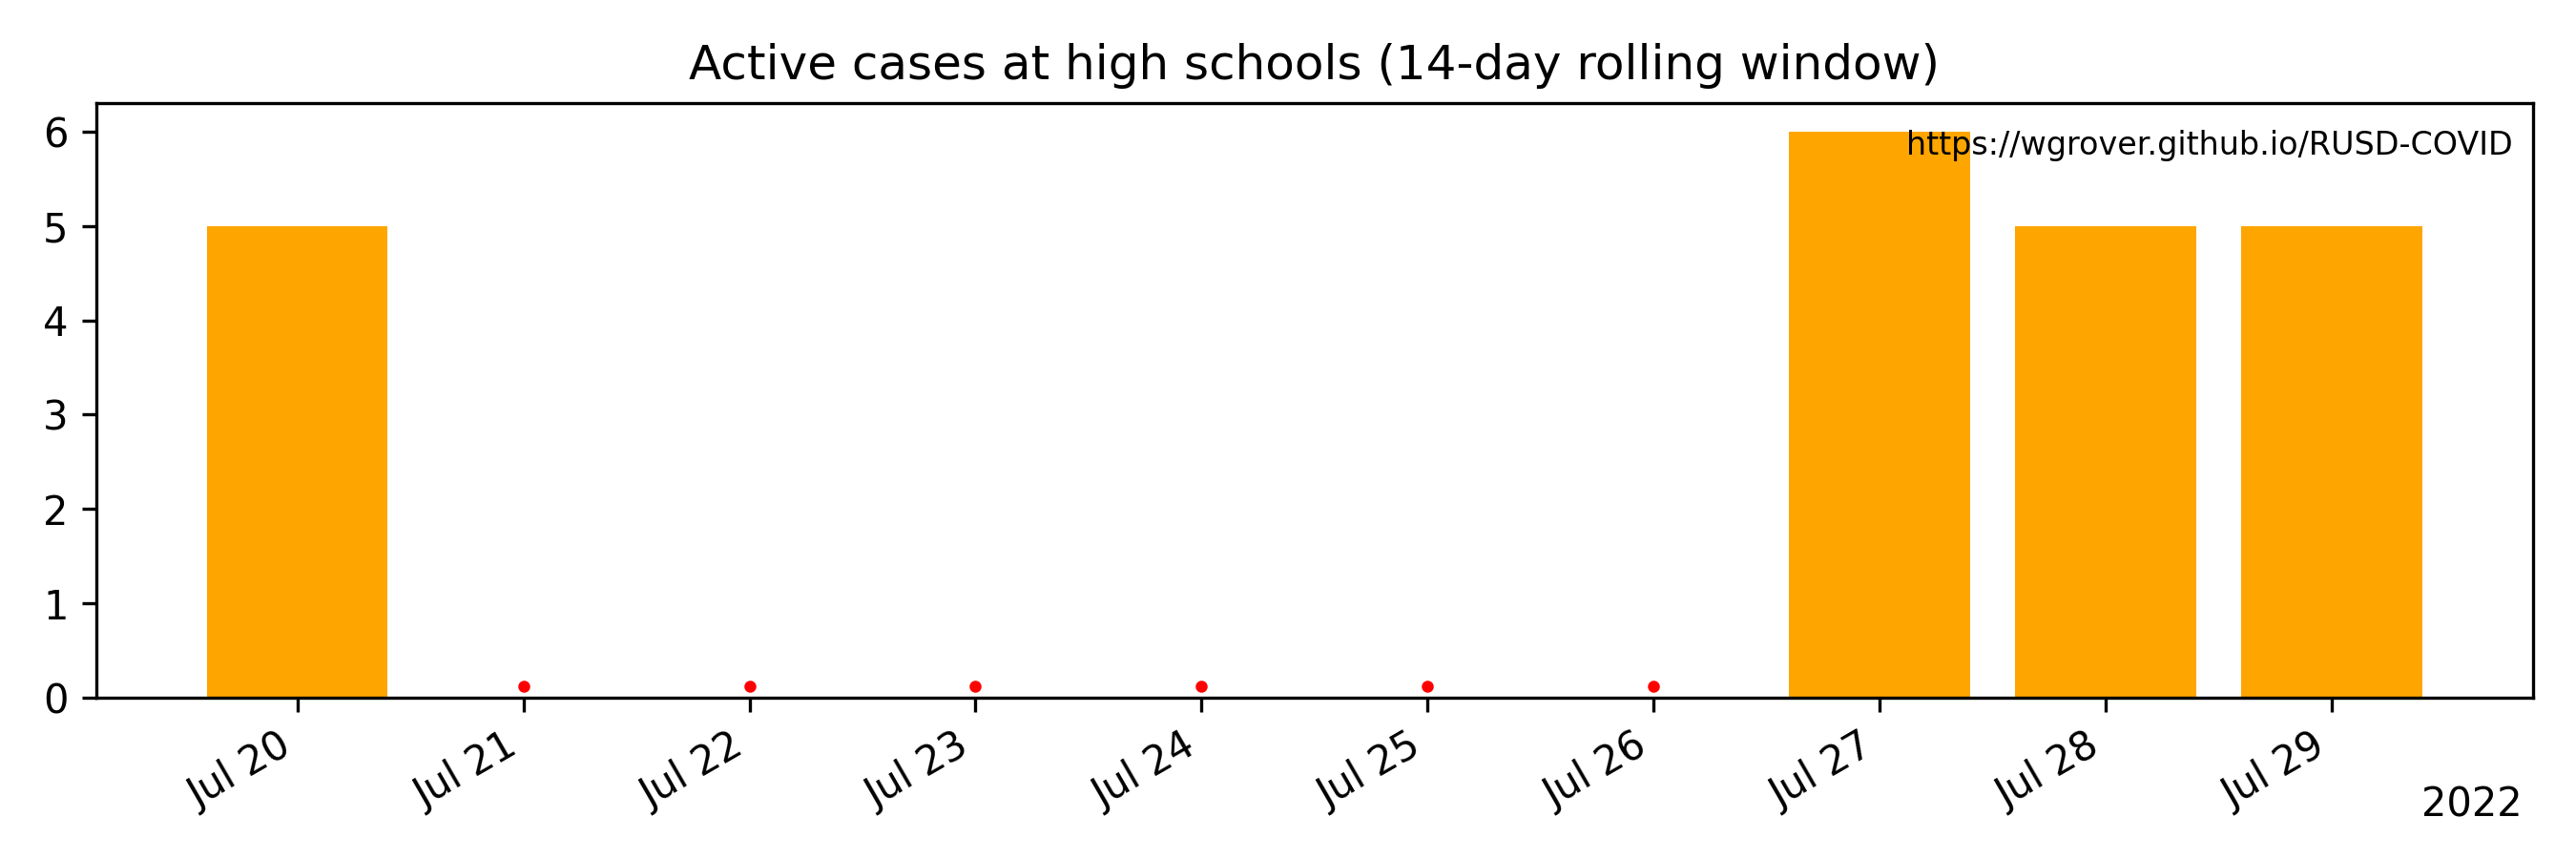 Active cases at high schools (14-day rolling window)
https://wgrover.github.io/RUSD-COVID
6
5
4
3
2
1
0
Jul 20
Jul 21
Jul 22
Jul 23
Jul 24
Jul 25
Jul 26
Jul 27
Jul 28
Jul 29
2022